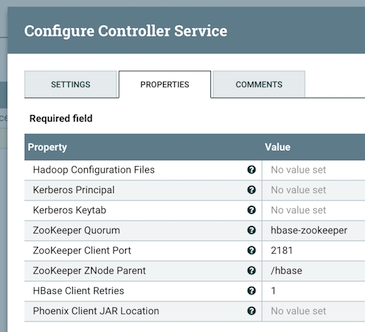 Configure Controller Service
SETTINGS PROPERTIES COMMENTS
Required field
Property Value
Hadoop Configuration Files No value set
Kerberos Principal No value set
Kerberos Keytab No value set
ZooKeeper Quorum hbase-zookeeper
ZooKeeper Client Port 2181
ZooKeeper ZNode Parent /hbase
HBase Client Retries 1
Phoenix Client JAR Location No value set